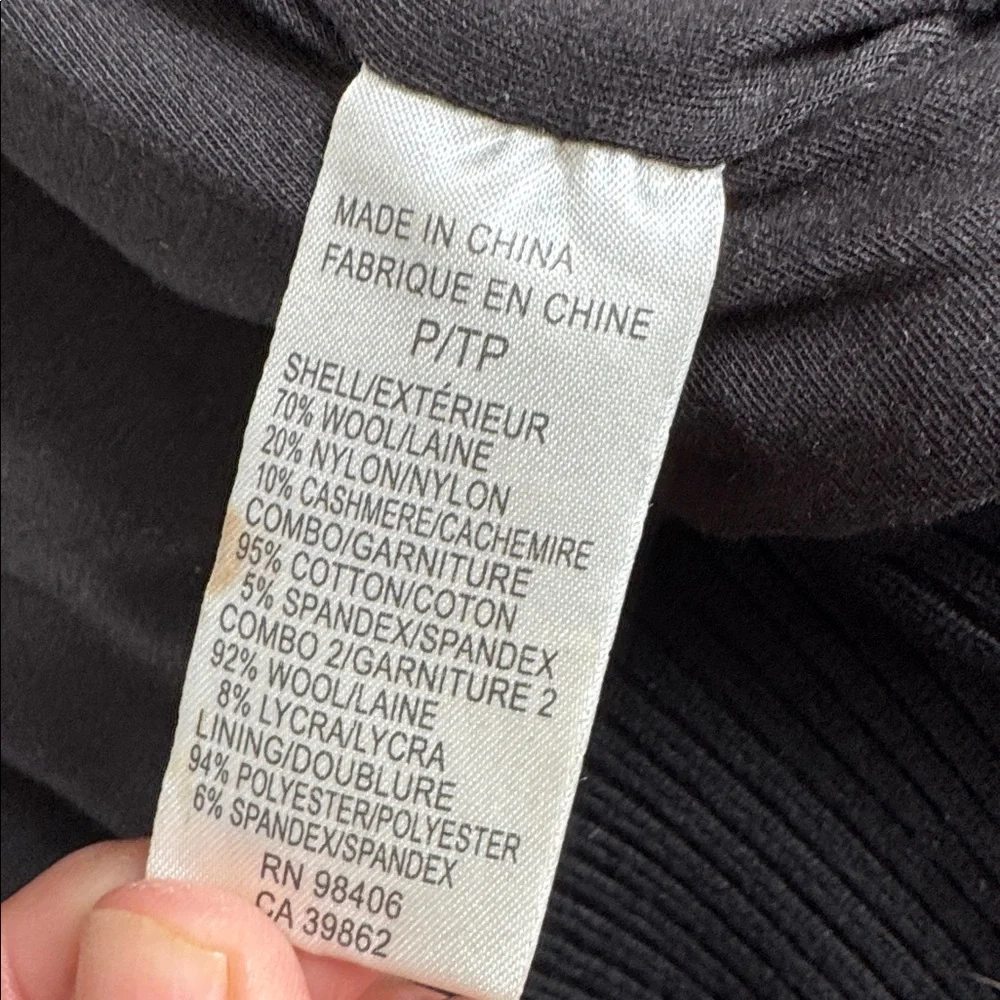 MADE IN CHINA
FABRIQUE EN CHINE
P/TP
SHELL/EXTÉRIEUR
70% WOOL/LAINE
20% NYLON/NYLON
10% CASHMERE/CACHEMIRE
COMBO/GARNITURE
95% COTTON/COTON
5% SPANDEX/SPANDEX
COMBO 2/GARNITURE 2
92% WOOL/LAINE
8% LYCRA/LYCRA
LINING/DOUBLURE
94% POLYESTER/POLYESTER
6% SPANDEX/SPANDEX
RN 98406
CA 39862